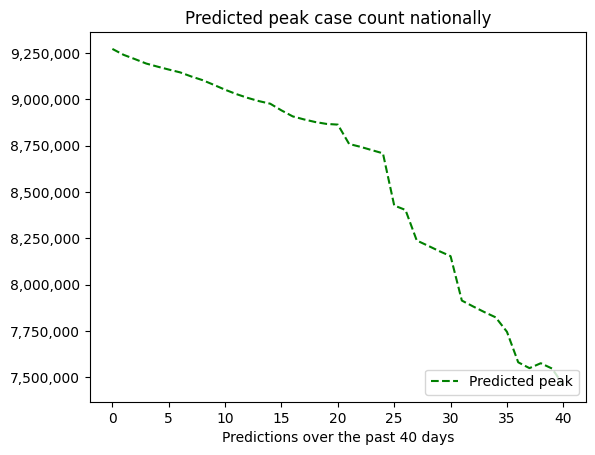 Predicted peak case count nationally
9,250,000
9,000,000
8,750,000
8,500,000
8,250,000
8,000,000
7,750,000
7,500,000
Predicted peak
0 5 10 15 20 25 30 35 40
Predictions over the past 40 days